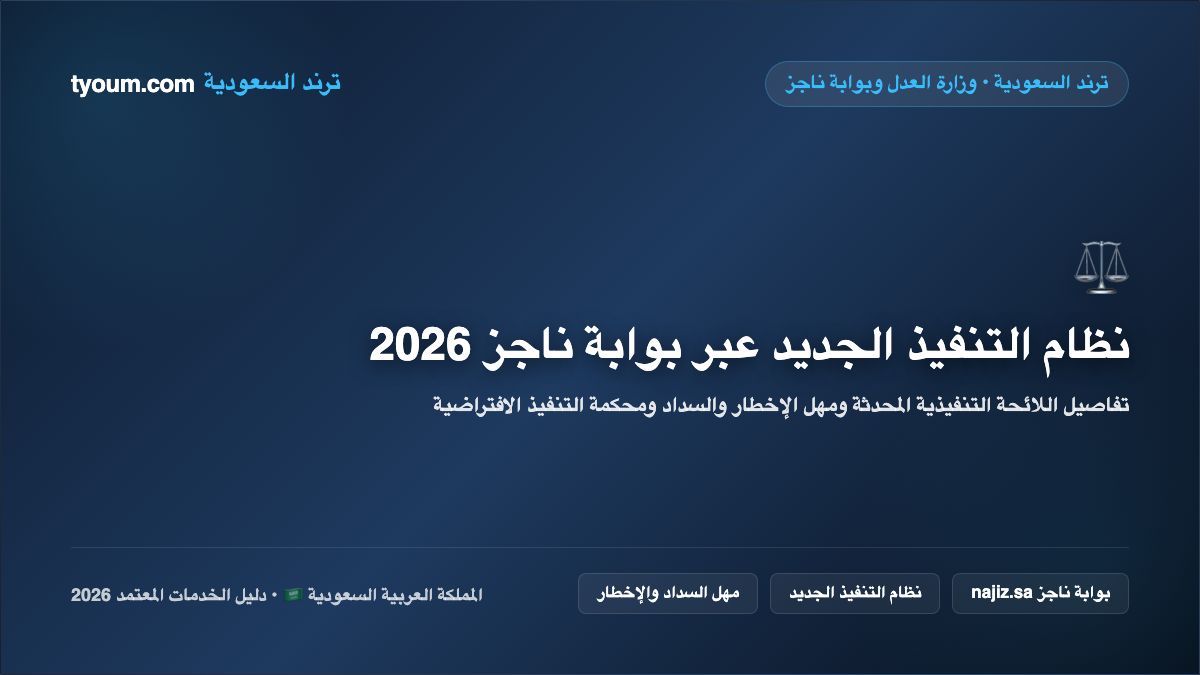 ترند السعودية • وزارة العدل وبوابة ناجز
ترند السعودية tyoum.com
نظام التنفيذ الجديد عبر بوابة ناجز 2026
تفاصيل اللائحة التنفيذية المحدثة ومهل الإخطار والسداد ومحكمة التنفيذ الافتراضية
بوابة ناجز najiz.sa
نظام التنفيذ الجديد
مهل السداد والإخطار
المملكة العربية السعودية 🇸🇦 • دليل الخدمات المعتمد 2026